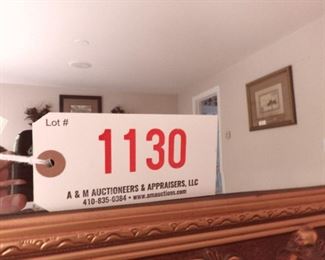 Lot #
1130
A & M AUCTIONEERS & APPRAISERS, LLC
410-835-0384 • www.amauctions.com